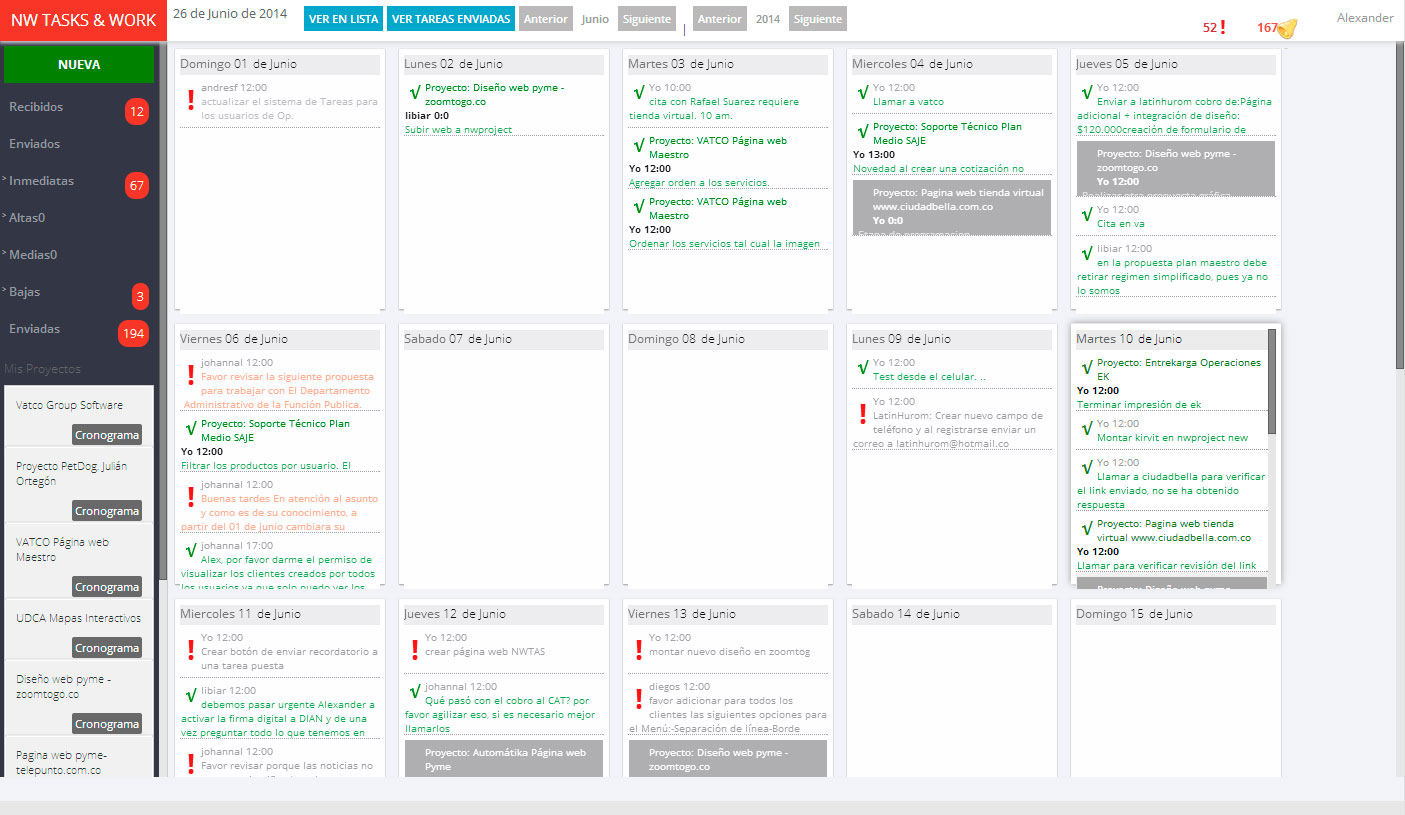 NW TASKS & WORK
26 de Junio de 2014
VER EN LISTA
VER TAREAS ENVIADAS
Anterior
Junio
Siguiente
|
Anterior
2014
Siguiente
52 !
167
Alexander
NUEVA
Recibidos
12
Enviados
Inmediatas
67
Altas0
Medias0
Bajas
3
Enviadas
194
Mis Proyectos
Vatco Group Software
Cronograma
Proyecto PetDog. Julián
Ortegón
Cronograma
VATCO Página web
Maestro
Cronograma
UDCA Mapas Interactivos
Cronograma
Diseño web pyme -
zoomtogo.co
Cronograma
Pagina web pyme-
telepunto.com.co
Domingo 01 de Junio
andresf 12:00
actualizar el sistema de Tareas para
los usuarios de Op.
Lunes 02 de Junio
Proyecto: Diseño web pyme -
zoomtogo.co
libiar 0:0
Subir web a nwproject
Martes 03 de Junio
Yo 10:00
cita con Rafael Suarez requiere
tienda virtual. 10 am.
Proyecto: VATCO Página web
Maestro
Yo 12:00
Agregar orden a los servicios.
Proyecto: VATCO Página web
Maestro
Yo 12:00
Ordenar los servicios tal cual la imagen
Miercoles 04 de Junio
Yo 12:00
Llamar a vatco
Proyecto: Soporte Técnico Plan
Medio SAJE
Yo 13:00
Novedad al crear una cotización no
Proyecto: Pagina web tienda virtual
www.ciudadbella.com.co
Yo 0:0
Jueves 05 de Junio
Yo 12:00
Enviar a latinhurom cobro de:Página
adicional + integración de diseño:
$120.000creación de formulario de
Proyecto: Diseño web pyme -
zoomtogo.co
Yo 12:00
Yo 12:00
Cita en va
libiar 12:00
en la propuesta plan maestro debe
retirar regimen simplificado, pues ya no
lo somos
Viernes 06 de Junio
johannal 12:00
Favor revisar la siguiente propuesta
para trabajar con El Departamento
Administrativo de la Función Publica.
Proyecto: Soporte Técnico Plan
Medio SAJE
Yo 12:00
Filtrar los productos por usuario. El
johannal 12:00
Buenas tardes En atención al asunto
y como es de su conocimiento, a
partir del 01 de junio cambiara su
johannal 17:00
Alex, por favor darme el permiso de
visualizar los clientes creados por todos
los usuarios ya que solo puedo ver los
Sabado 07 de Junio
Domingo 08 de Junio
Lunes 09 de Junio
Yo 12:00
Test desde el celular. ..
Yo 12:00
LatinHurom: Crear nuevo campo de
teléfono y al registrarse enviar un
correo a latinhurom@hotmail.co
Martes 10 de Junio
Proyecto: Entrekarga Operaciones
EK
Yo 12:00
Terminar impresión de ek
Yo 12:00
Montar kirvit en nwproject new
Yo 12:00
Llamar a ciudadbella para verificar
el link enviado, no se ha obtenido
respuesta
Proyecto: Pagina web tienda
virtual www.ciudadbella.com.co
Yo 12:00
Llamar para verificar revisión del link
Proyecto: Diseño web pyme
Miercoles 11 de Junio
Yo 12:00
Crear botón de enviar recordatorio a
una tarea puesta
libiar 12:00
debemos pasar urgente Alexander a
activar la firma digital a DIAN y de una
vez preguntar todo lo que tenemos en
johannal 12:00
Favor revisar porque las noticias no
Jueves 12 de Junio
Yo 12:00
crear página web NWTAS
johannal 12:00
Qué pasó con el cobro al CAT? por
favor agilizar eso, si es necesario mejor
llamarlos
Proyecto: Automátika Página web
Pyme
Viernes 13 de Junio
Yo 12:00
montar nuevo diseño en zoomtog
diegos 12:00
favor adicionar para todos los
clientes las siguientes opciones para
el Menú:-Separación de línea-Borde
Proyecto: Diseño web pyme -
zoomtogo.co
Sabado 14 de Junio
Domingo 15 de Junio